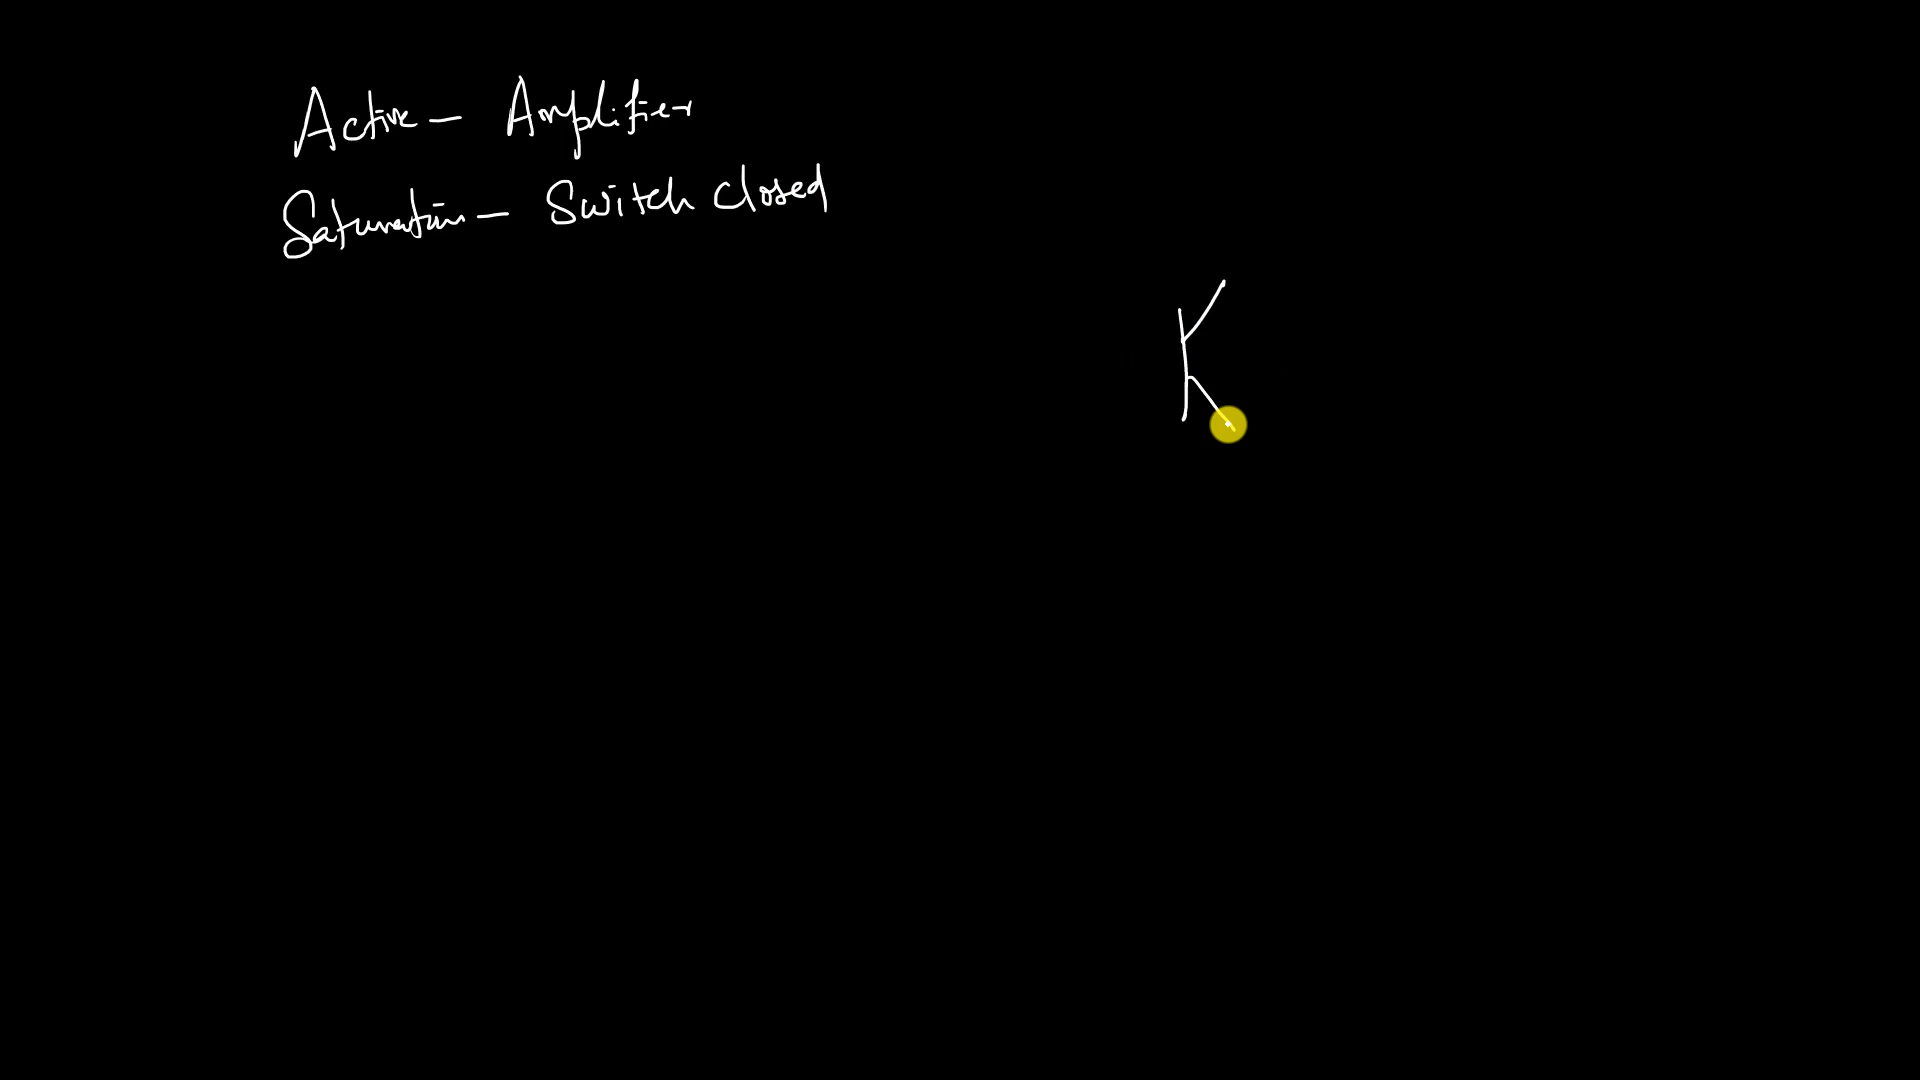 Active - Amplifier
Saturation - Switch closed